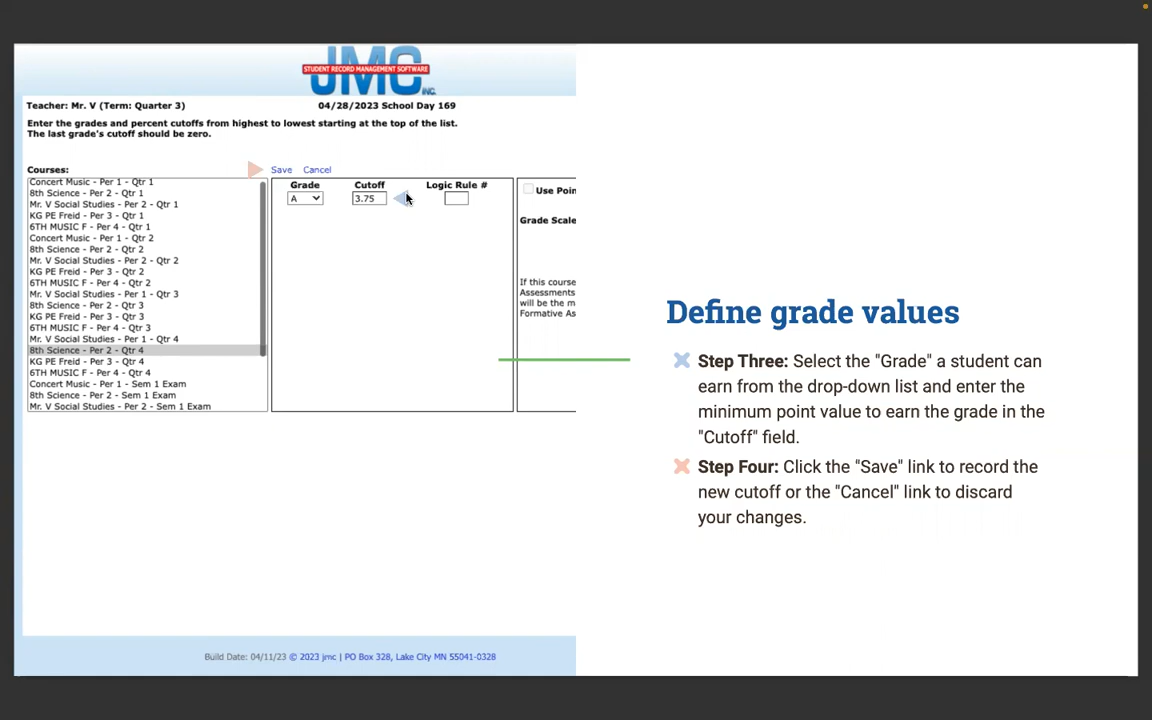 JMC
STUDENT RECORD MANAGEMENT SOFTWARE
INC.
Teacher: Mr. V (Term: Quarter 3)
04/28/2023 School Day 169
Enter the grades and percent cutoffs from highest to lowest starting at the top of the list.
The last grade's cutoff should be zero.
Courses:
Save Cancel
Concert Music - Per 1 - Qtr 1
8th Science - Per 2 - Qtr 1
Mr. V Social Studies - Per 2 - Qtr 1
KG PE Freid - Per 3 - Qtr 1
6TH MUSIC F - Per 4 - Qtr 1
Concert Music - Per 1 - Qtr 2
8th Science - Per 2 - Qtr 2
Mr. V Social Studies - Per 2 - Qtr 2
KG PE Freid - Per 3 - Qtr 2
6TH MUSIC F - Per 4 - Qtr 2
Mr. V Social Studies - Per 1 - Qtr 3
8th Science - Per 2 - Qtr 3
KG PE Freid - Per 3 - Qtr 3
6TH MUSIC F - Per 4 - Qtr 3
Mr. V Social Studies - Per 1 - Qtr 4
8th Science - Per 2 - Qtr 4
KG PE Freid - Per 3 - Qtr 4
6TH MUSIC F - Per 4 - Qtr 4
Concert Music - Per 1 - Sem 1 Exam
8th Science - Per 2 - Sem 1 Exam
Mr. V Social Studies - Per 2 - Sem 1 Exam
Grade Cutoff Logic Rule #
A 3.75
Use Poin
Grade Scale
If this course
Assessments
will be the m
Formative As
Build Date: 04/11/23 © 2023 jmc | PO Box 328, Lake City MN 55041-0328
Define grade values
Step Three: Select the "Grade" a student can
earn from the drop-down list and enter the
minimum point value to earn the grade in the
"Cutoff" field.
Step Four: Click the "Save" link to record the
new cutoff or the "Cancel" link to discard
your changes.